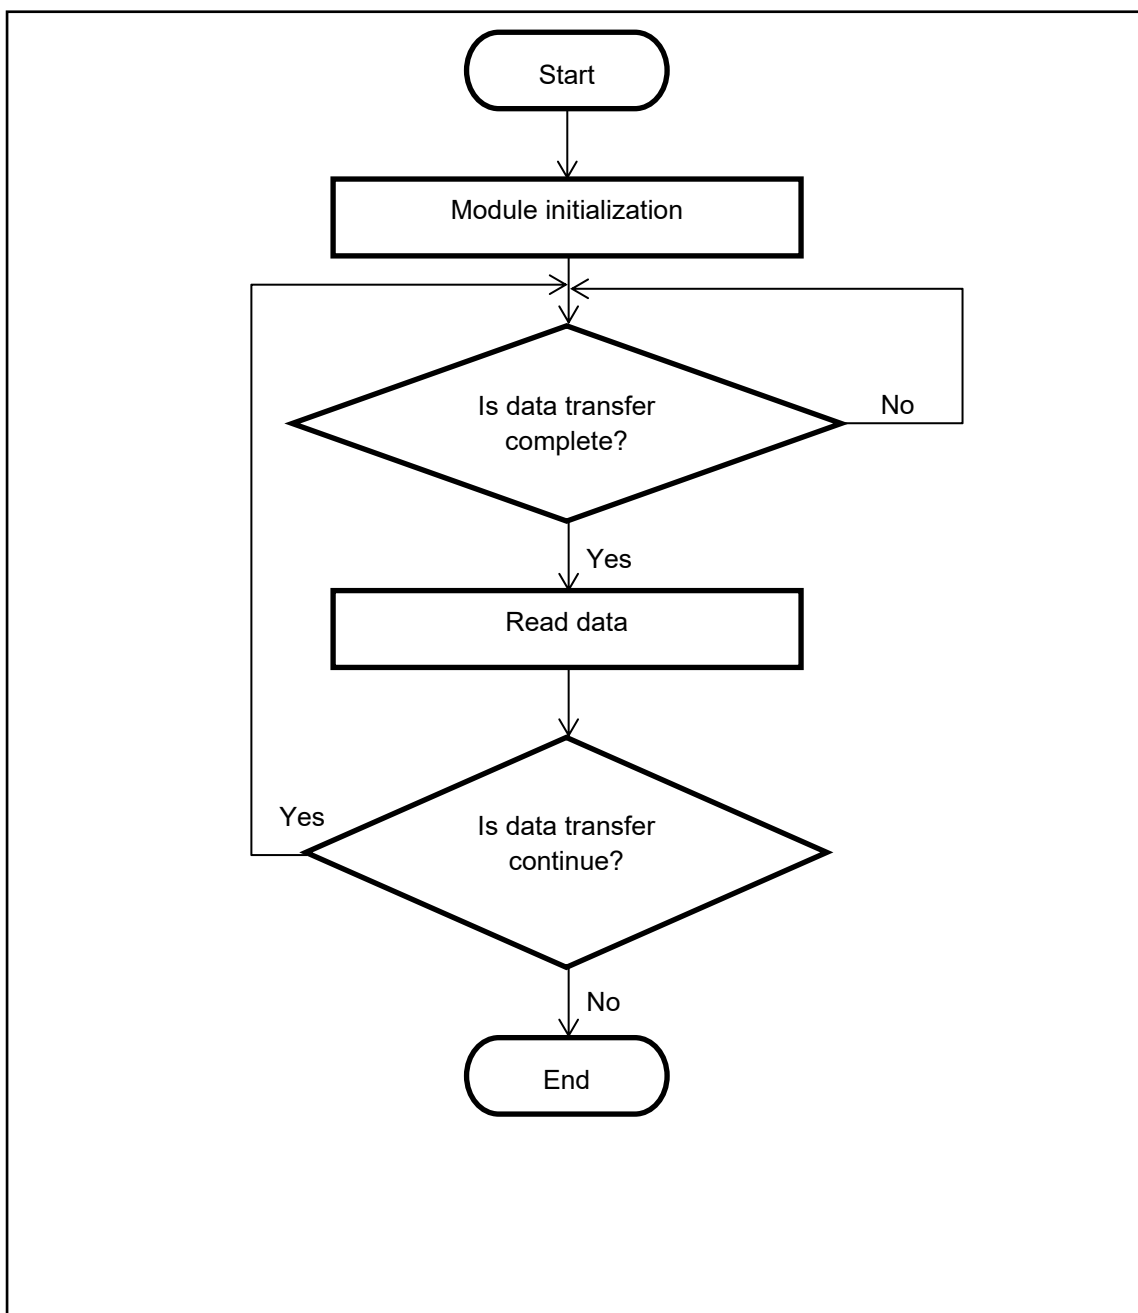 Start
Module initialization
Is data transfer
complete?
No
Yes
Read data
Yes
Is data transfer
continue?
No
End